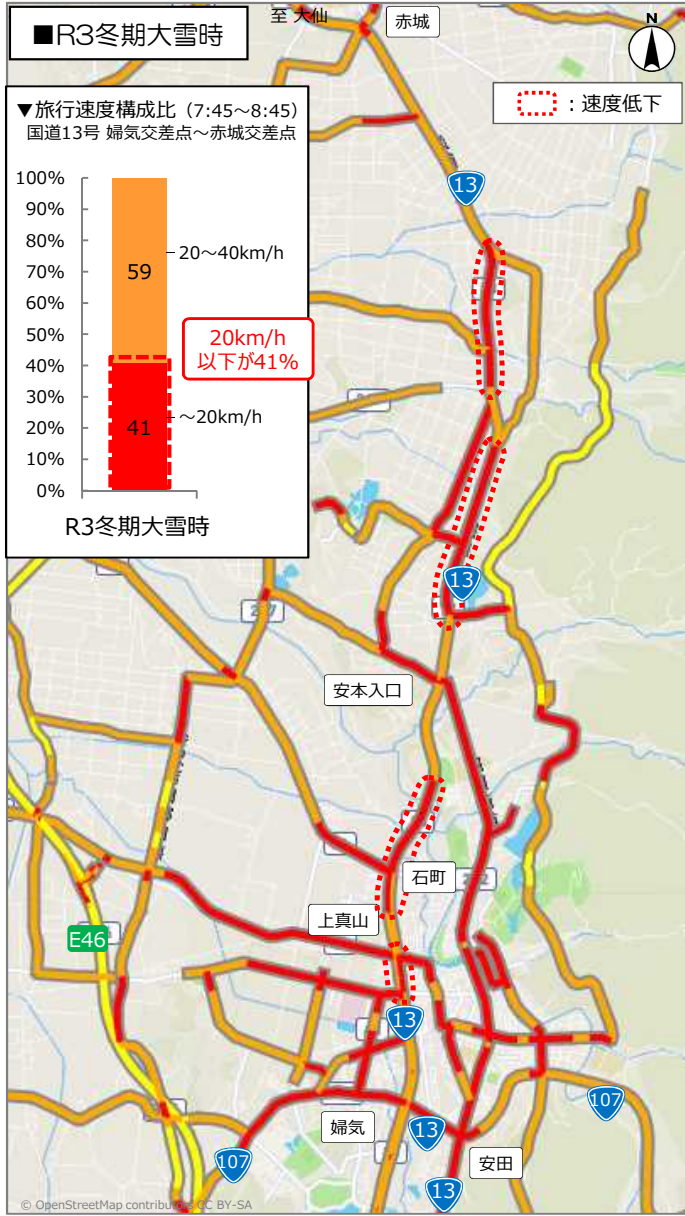 ■R3冬期大雪時
至 大仙
赤城
N
：速度低下
▼旅行速度構成比（7:45～8:45）
国道13号 婦気交差点～赤城交差点
100%
90%
80%
70%
60%
50%
40%
30%
20%
10%
0%
59
20～40km/h
20km/h
以下が41%
41
～20km/h
R3冬期大雪時
13
13
安本入口
石町
上真山
E46
13
婦気
13
107
107
安田
13
© OpenStreetMap contributors CC BY-SA